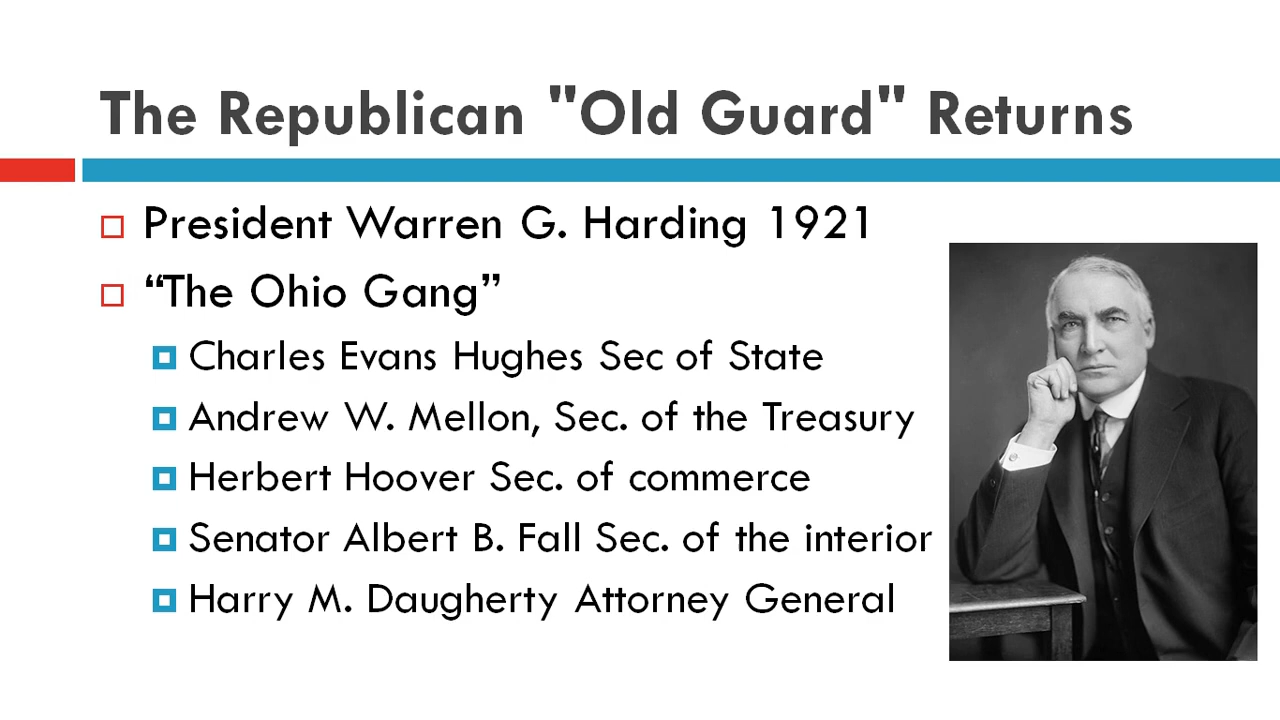 The Republican "Old Guard" Returns
President Warren G. Harding 1921
“The Ohio Gang”
Charles Evans Hughes Sec of State
Andrew W. Mellon, Sec. of the Treasury
Herbert Hoover Sec. of commerce
Senator Albert B. Fall Sec. of the interior
Harry M. Daugherty Attorney General